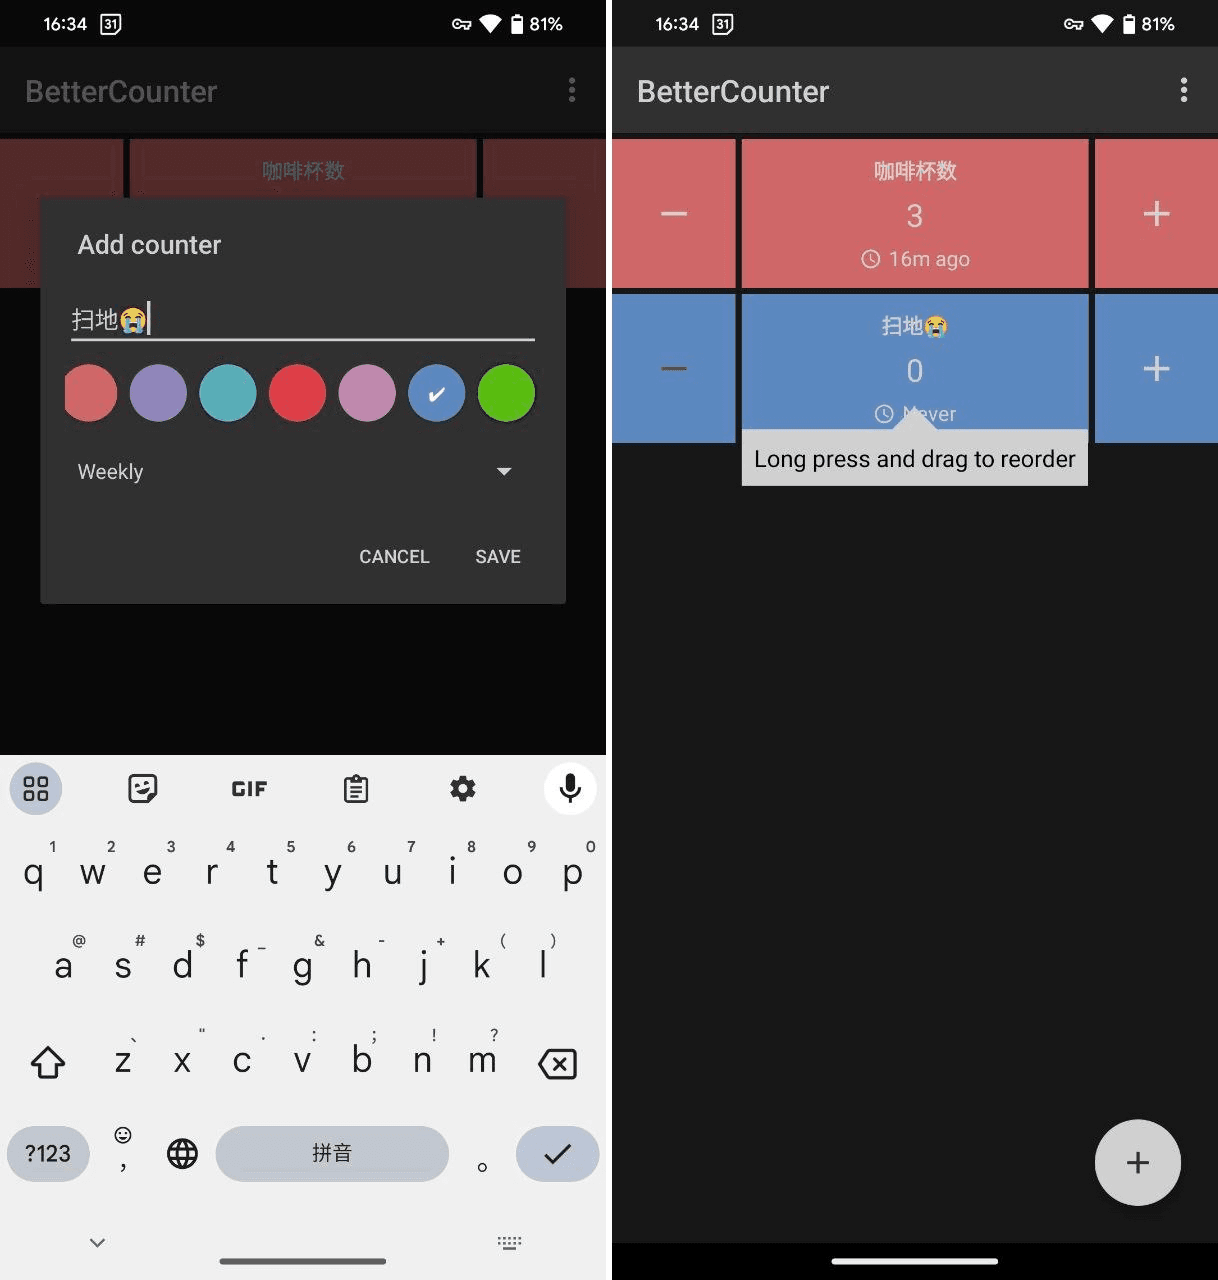 16:34 31 81%
BetterCounter
咖啡杯数
Add counter
扫地😭
Weekly
CANCEL SAVE
GIF
1 2 3 4 5 6 7 8 9 0
q w e r t y u i o p
@ # $ _ & - + ( )
a s d f g h j k l
、 " · : ; ! ?
z x c v b n m
?123 , 拼音 。
16:34 31 81%
BetterCounter
咖啡杯数
− 3 +
16m ago
扫地😭
− 0 +
Never
Long press and drag to reorder
+